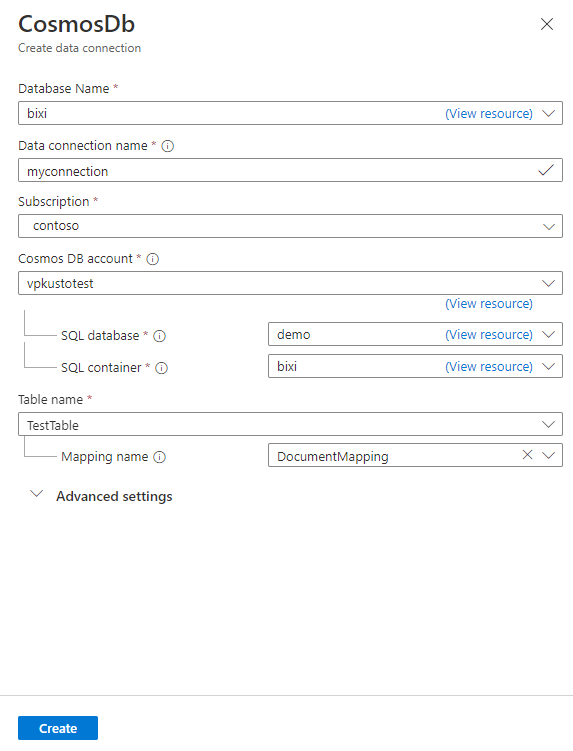 CosmosDb
Create data connection
Database Name *
bixi (View resource)
Data connection name *
myconnection
Subscription *
contoso
Cosmos DB account *
vpkustotest
(View resource)
SQL database * demo (View resource)
SQL container * bixi (View resource)
Table name *
TestTable
Mapping name DocumentMapping
Advanced settings
Create